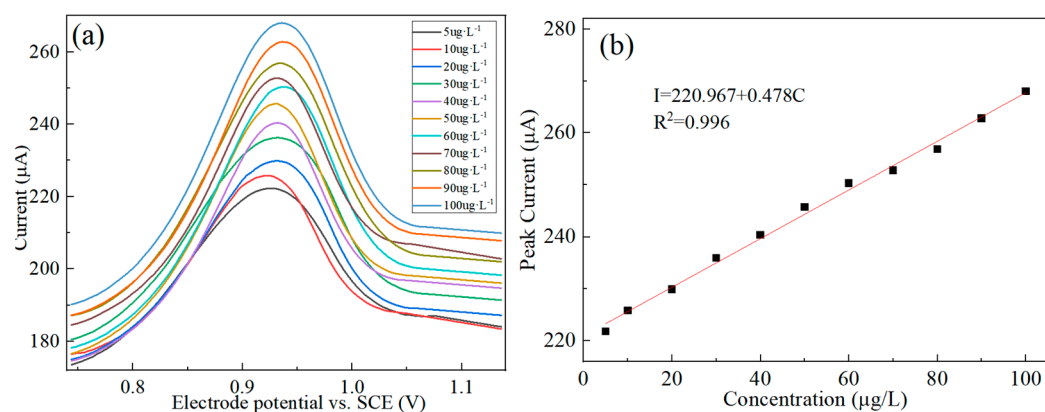 (a)
5ug·L-1
10ug·L-1
20ug·L-1
30ug·L-1
40ug·L-1
50ug·L-1
60ug·L-1
70ug·L-1
80ug·L-1
90ug·L-1
100ug·L-1
260
240
220
200
180
Current (μA)
0.8 0.9 1.0 1.1
Electrode potential vs. SCE (V)
(b)
I=220.967+0.478C
R²=0.996
280
260
240
220
Peak Current (μA)
0 20 40 60 80 100
Concentration (μg/L)